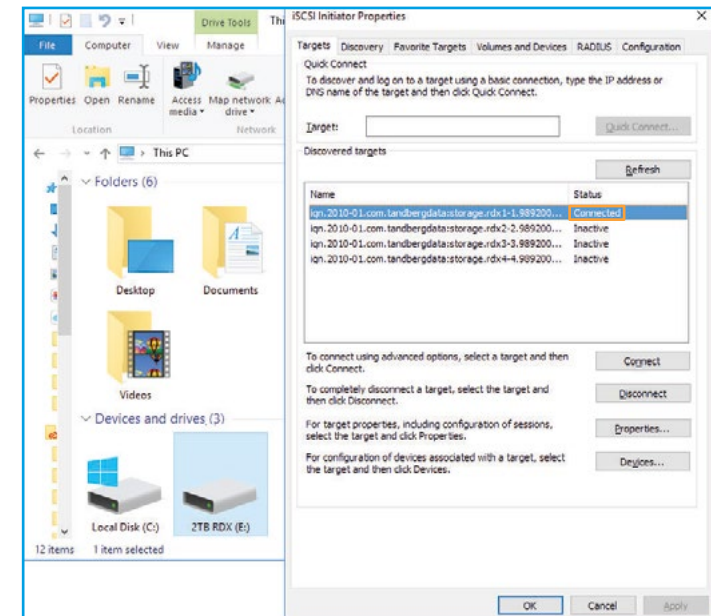 Drive Tools
Thi
File
Computer
View
Manage
Properties
Open
Rename
Access media
Map network drive
Ac
Location
Network
This PC
Folders (6)
Desktop
Documents
Videos
Devices and drives (3)
Local Disk (C:)
2TB RDX (E:)
12 items
1 item selected
iSCSI Initiator Properties
Targets
Discovery
Favorite Targets
Volumes and Devices
RADIUS
Configuration
Quick Connect
To discover and log on to a target using a basic connection, type the IP address or
DNS name of the target and then click Quick Connect.
Target:
Quick Connect...
Discovered targets
Refresh
Name
Status
iqn.2010-01.com.tandbergdata:storage.rdx1-1.989200...
Connected
iqn.2010-01.com.tandbergdata:storage.rdx2-2.989200...
Inactive
iqn.2010-01.com.tandbergdata:storage.rdx3-3.989200...
Inactive
iqn.2010-01.com.tandbergdata:storage.rdx4-4.989200...
Inactive
To connect using advanced options, select a target and then
click Connect.
Connect
To completely disconnect a target, select the target and
then click Disconnect.
Disconnect
For target properties, including configuration of sessions,
select the target and click Properties.
Properties...
For configuration of devices associated with a target, select
the target and then click Devices.
Devices...
OK
Cancel
Apply